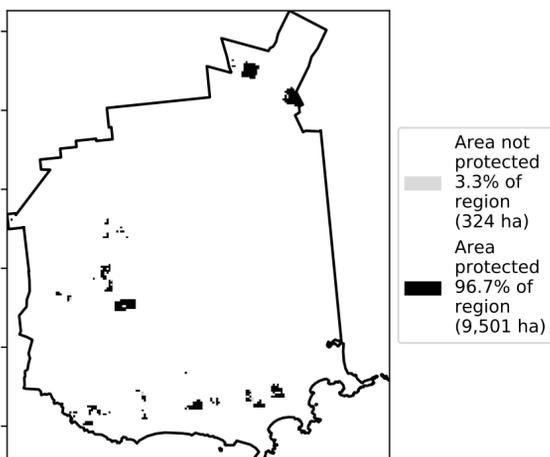 Area not
protected
3.3% of
region
(324 ha)
Area
protected
96.7% of
region
(9,501 ha)